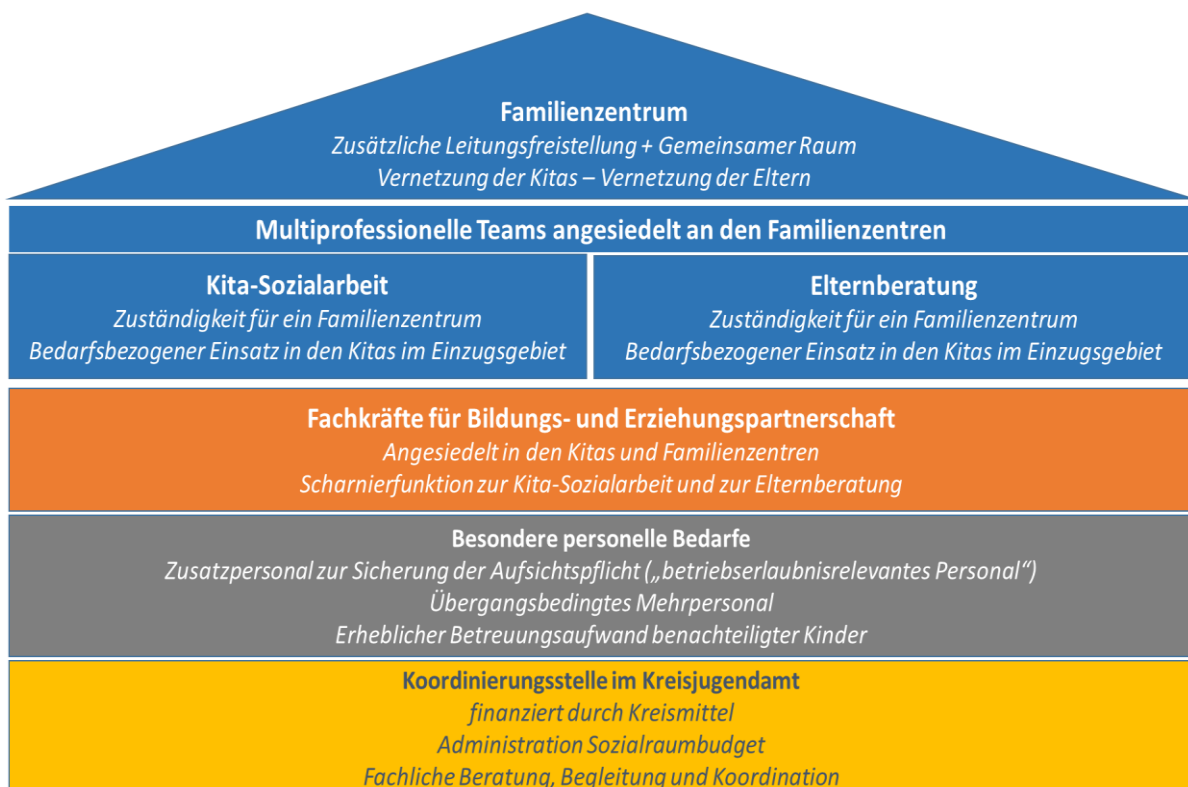 Familienzentrum
Zusätzliche Leitungsfreistellung + Gemeinsamer Raum
Vernetzung der Kitas – Vernetzung der Eltern
Multiprofessionelle Teams angesiedelt an den Familienzentren
Kita-Sozialarbeit
Zuständigkeit für ein Familienzentrum
Bedarfsbezogener Einsatz in den Kitas im Einzugsgebiet
Elternberatung
Zuständigkeit für ein Familienzentrum
Bedarfsbezogener Einsatz in den Kitas im Einzugsgebiet
Fachkräfte für Bildungs- und Erziehungspartnerschaft
Angesiedelt in den Kitas und Familienzentren
Scharnierfunktion zur Kita-Sozialarbeit und zur Elternberatung
Besondere personelle Bedarfe
Zusatzpersonal zur Sicherung der Aufsichtspflicht („betriebserlaubnisrelevantes Personal“)
Übergangsbedingtes Mehrpersonal
Erheblicher Betreuungsaufwand benachteiligter Kinder
Koordinierungsstelle im Kreisjugendamt
finanziert durch Kreismittel
Administration Sozialraumbudget
Fachliche Beratung, Begleitung und Koordination